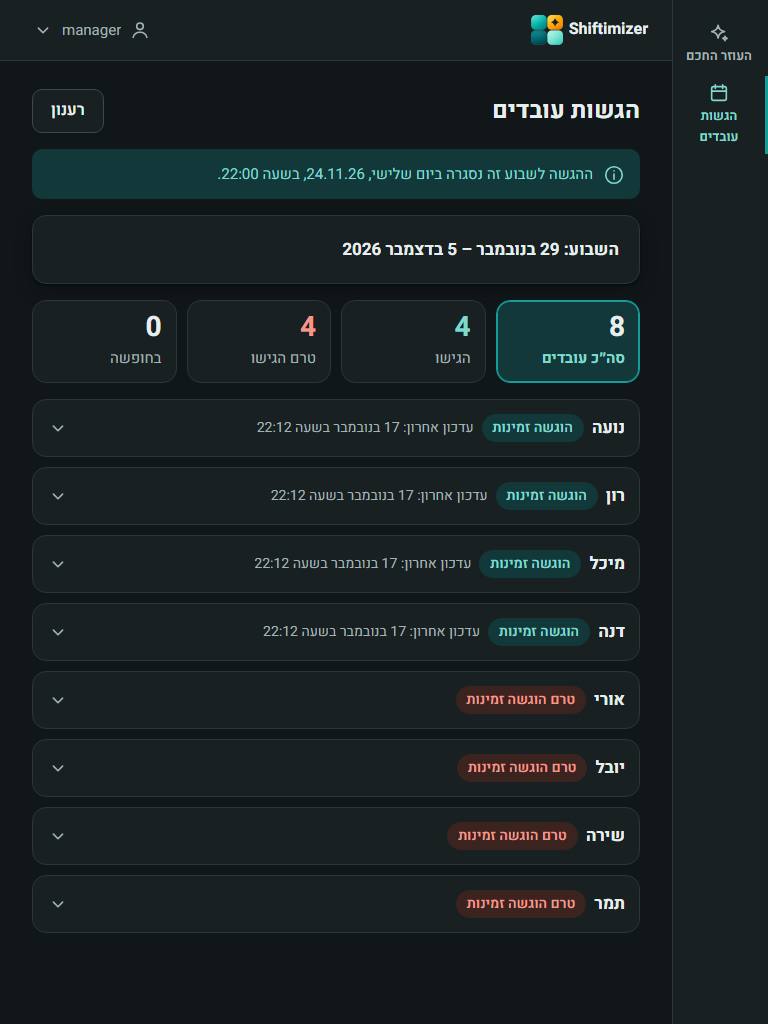 Shiftimizer
manager
העוזר החכם
הגשות
עובדים
הגשות עובדים
רענון
ההגשה לשבוע זה נסגרה ביום שלישי, 24.11.26, בשעה 22:00.
השבוע: 29 בנובמבר – 5 בדצמבר 2026
8
סה״כ עובדים
4
הגישו
4
טרם הגישו
0
בחופשה
נועה הוגשה זמינות עדכון אחרון: 17 בנובמבר בשעה 22:12
רון הוגשה זמינות עדכון אחרון: 17 בנובמבר בשעה 22:12
מיכל הוגשה זמינות עדכון אחרון: 17 בנובמבר בשעה 22:12
דנה הוגשה זמינות עדכון אחרון: 17 בנובמבר בשעה 22:12
אורי טרם הוגשה זמינות
יובל טרם הוגשה זמינות
שירה טרם הוגשה זמינות
תמר טרם הוגשה זמינות